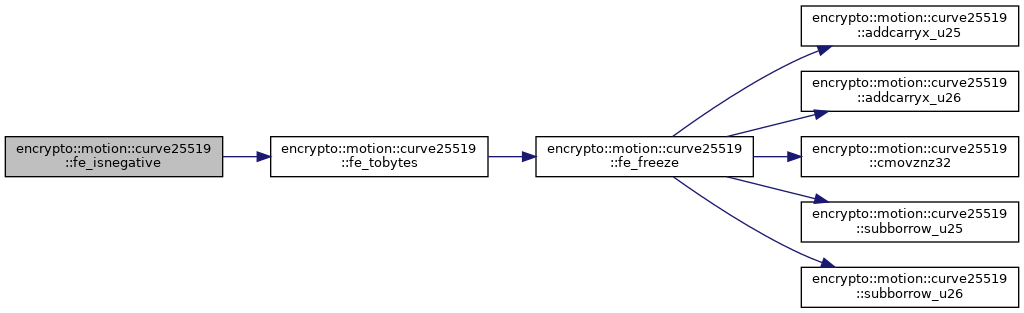 encrypto::motion::curve25519
::fe_isnegative
encrypto::motion::curve25519
::fe_tobytes
encrypto::motion::curve25519
::fe_freeze
encrypto::motion::curve25519
::addcarryx_u25
encrypto::motion::curve25519
::addcarryx_u26
encrypto::motion::curve25519
::cmovznz32
encrypto::motion::curve25519
::subborrow_u25
encrypto::motion::curve25519
::subborrow_u26